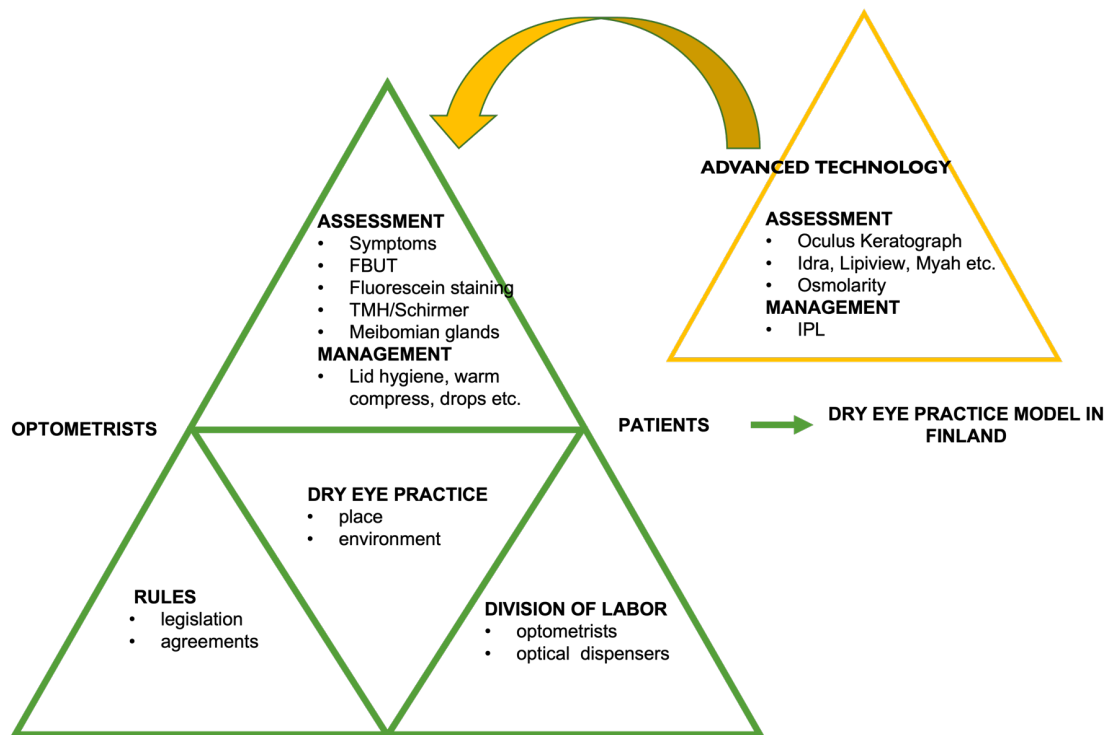 ADVANCED TECHNOLOGY
ASSESSMENT
• Oculus Keratograph
• Idra, Lipiview, Myah etc.
• Osmolarity
MANAGEMENT
• IPL
ASSESSMENT
• Symptoms
• FBUT
• Fluorescein staining
• TMH/Schirmer
• Meibomian glands
MANAGEMENT
• Lid hygiene, warm
compress, drops etc.
OPTOMETRISTS
PATIENTS
DRY EYE PRACTICE MODEL IN
FINLAND
DRY EYE PRACTICE
• place
• environment
RULES
• legislation
• agreements
DIVISION OF LABOR
• optometrists
• optical dispensers